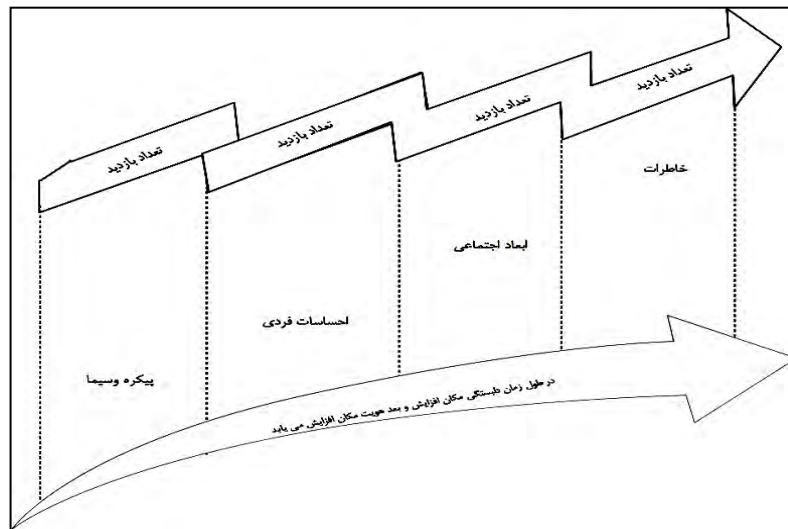 تعداد بازدید
تعداد بازدید
تعداد بازدید
تعداد بازدید
خاطرات
ابعاد اجتماعی
احساسات فردی
پیکره وسیما
در طول زمان دلبستگی مکان افزایش و بعد هویت مکان افزایش می یابد